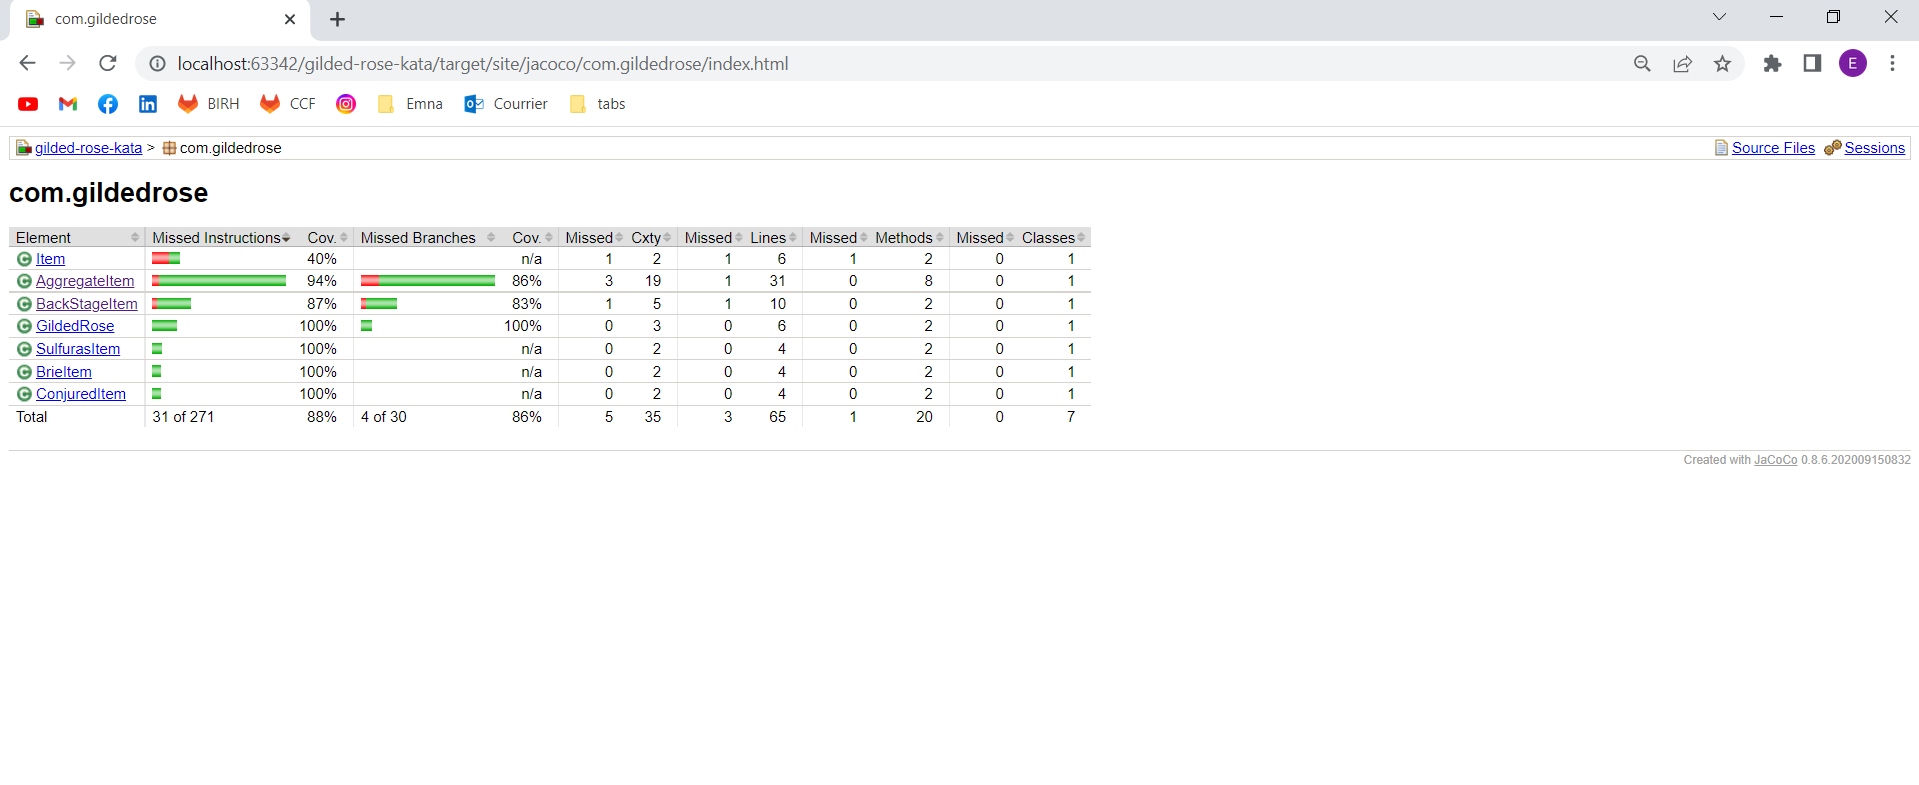 com.gildedrose
localhost:63342/gilded-rose-kata/target/site/jacoco/com.gildedrose/index.html
E
BIRH CCF Emna Courrier tabs
gilded-rose-kata > com.gildedrose Source Files Sessions
com.gildedrose
Element Missed Instructions Cov. Missed Branches Cov. Missed Cxty Missed Lines Missed Methods Missed Classes
Item 40% n/a 1 2 1 6 1 2 0 1
AggregateItem 94% 86% 3 19 1 31 0 8 0 1
BackStageItem 87% 83% 1 5 1 10 0 2 0 1
GildedRose 100% 100% 0 3 0 6 0 2 0 1
SulfurasItem 100% n/a 0 2 0 4 0 2 0 1
BrieItem 100% n/a 0 2 0 4 0 2 0 1
ConjuredItem 100% n/a 0 2 0 4 0 2 0 1
Total 31 of 271 88% 4 of 30 86% 5 35 3 65 1 20 0 7
Created with JaCoCo 0.8.6.202009150832